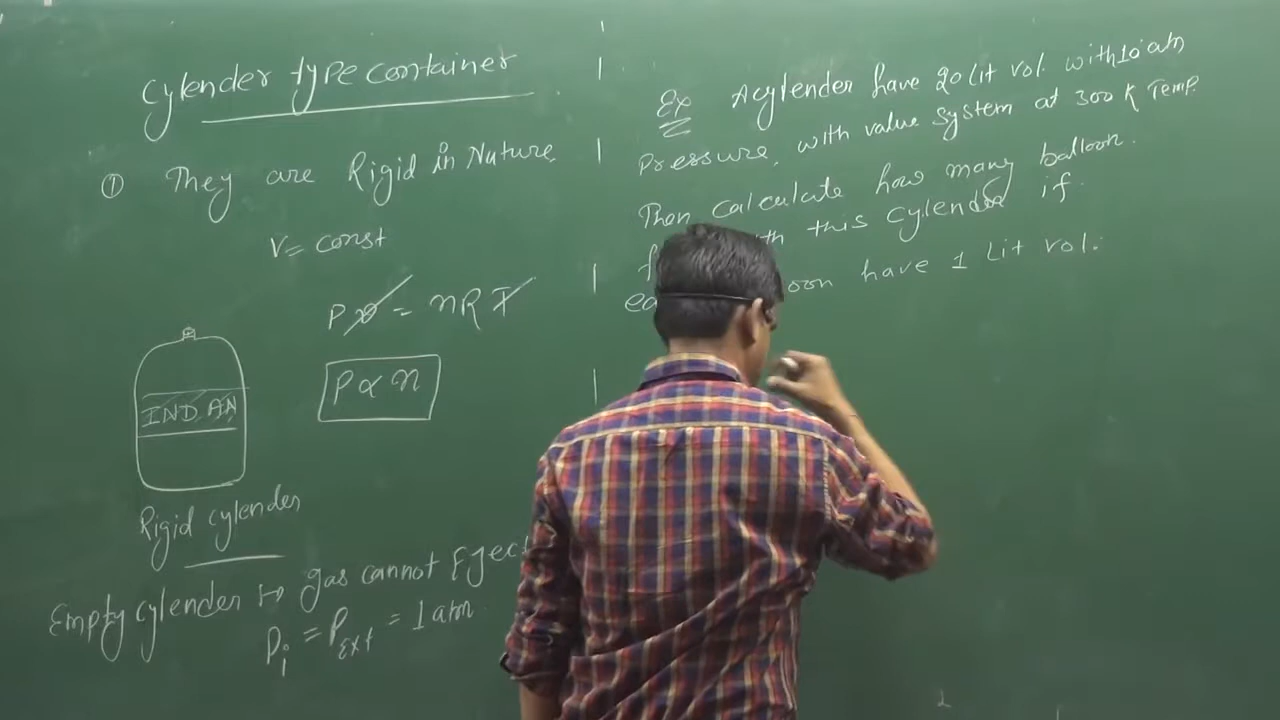 Cylender type container
① They are Rigid in Nature
V = const
PV = nRT
P ∝ n
INDAN
Rigid cylender
Empty cylender ↦ gas cannot Eject
Pi = PExt = 1 atm
Ex A cylender have 20 Lit vol. with 10 atm
pressure, with value system at 300 K Temp.
Then calculate how many balloon.
this cylender if
have 1 Lit vol.